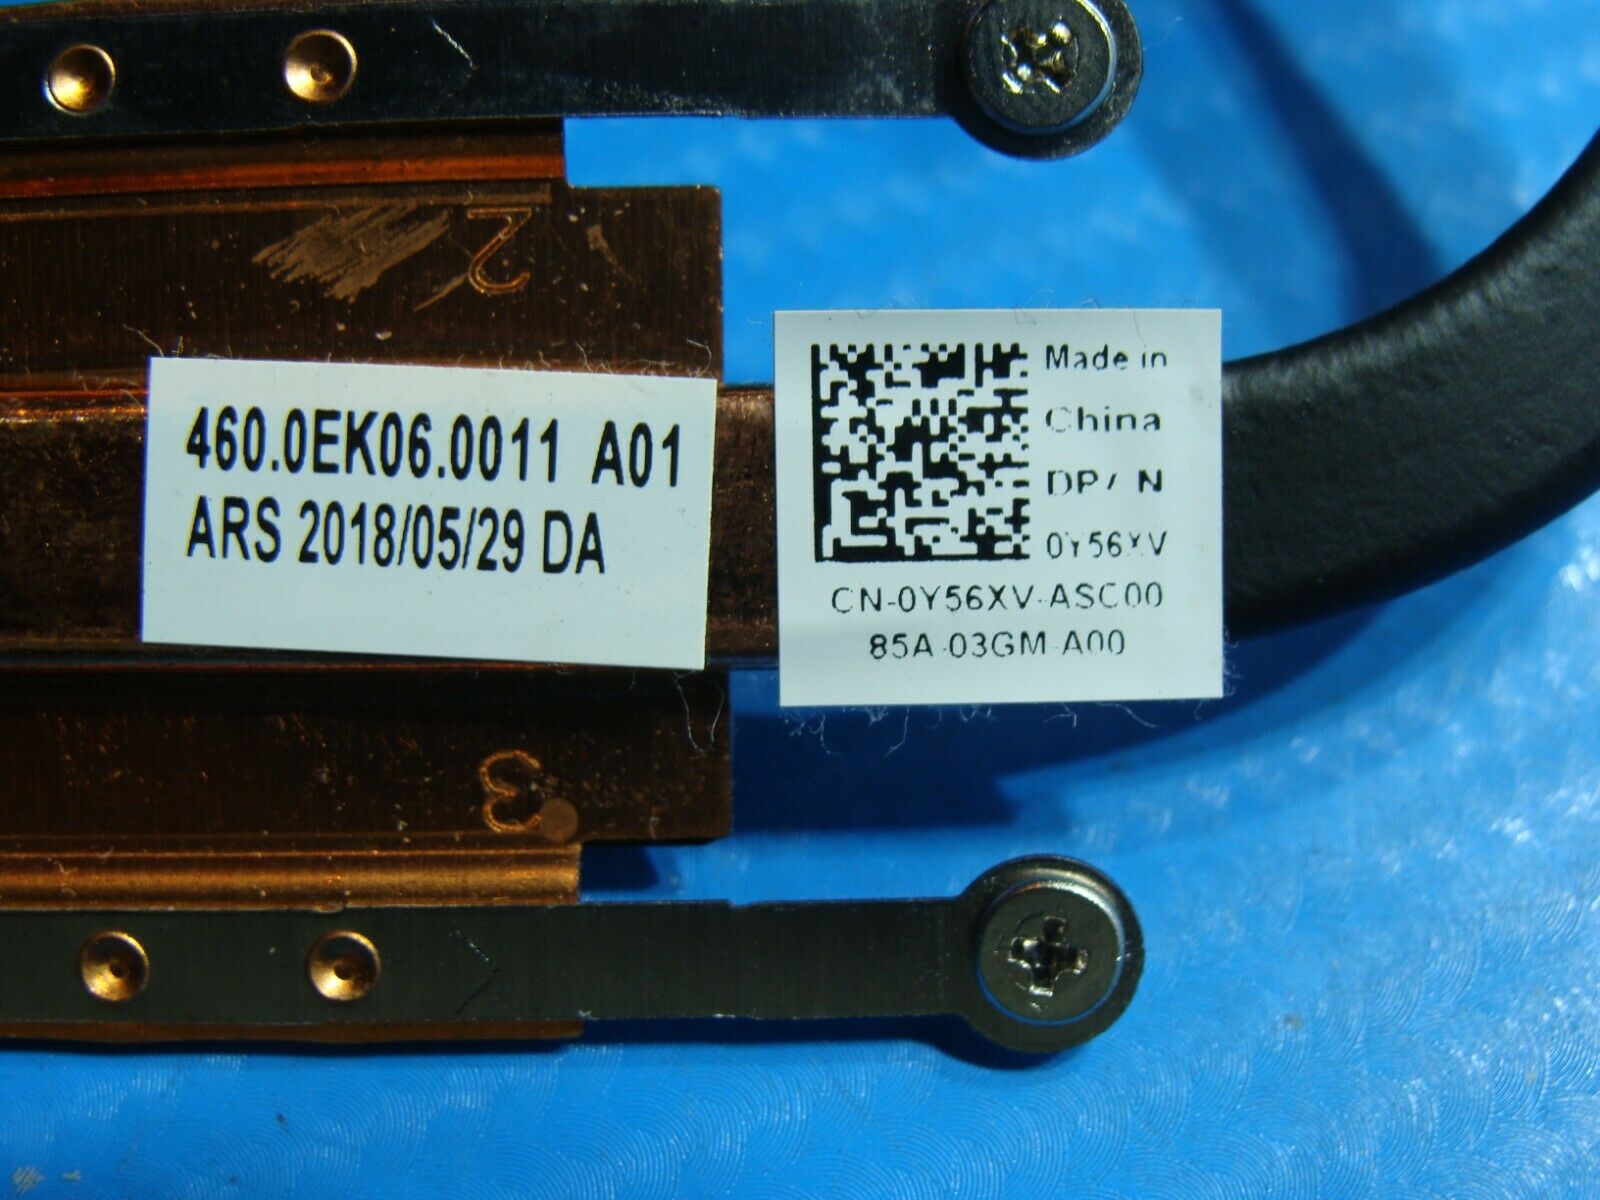 2
460.0EK06.0011 A01
ARS 2018/05/29 DA
Made in
China
DP/N
0Y56XV
CN-0Y56XV-ASC00
85A-03GM-A00
3